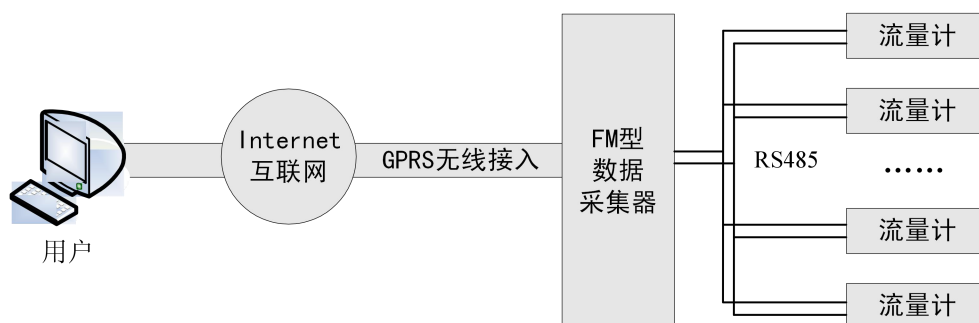 用户
Internet
互联网
GPRS无线接入
FM型
数据
采集器
RS485
流量计
流量计
……
流量计
流量计